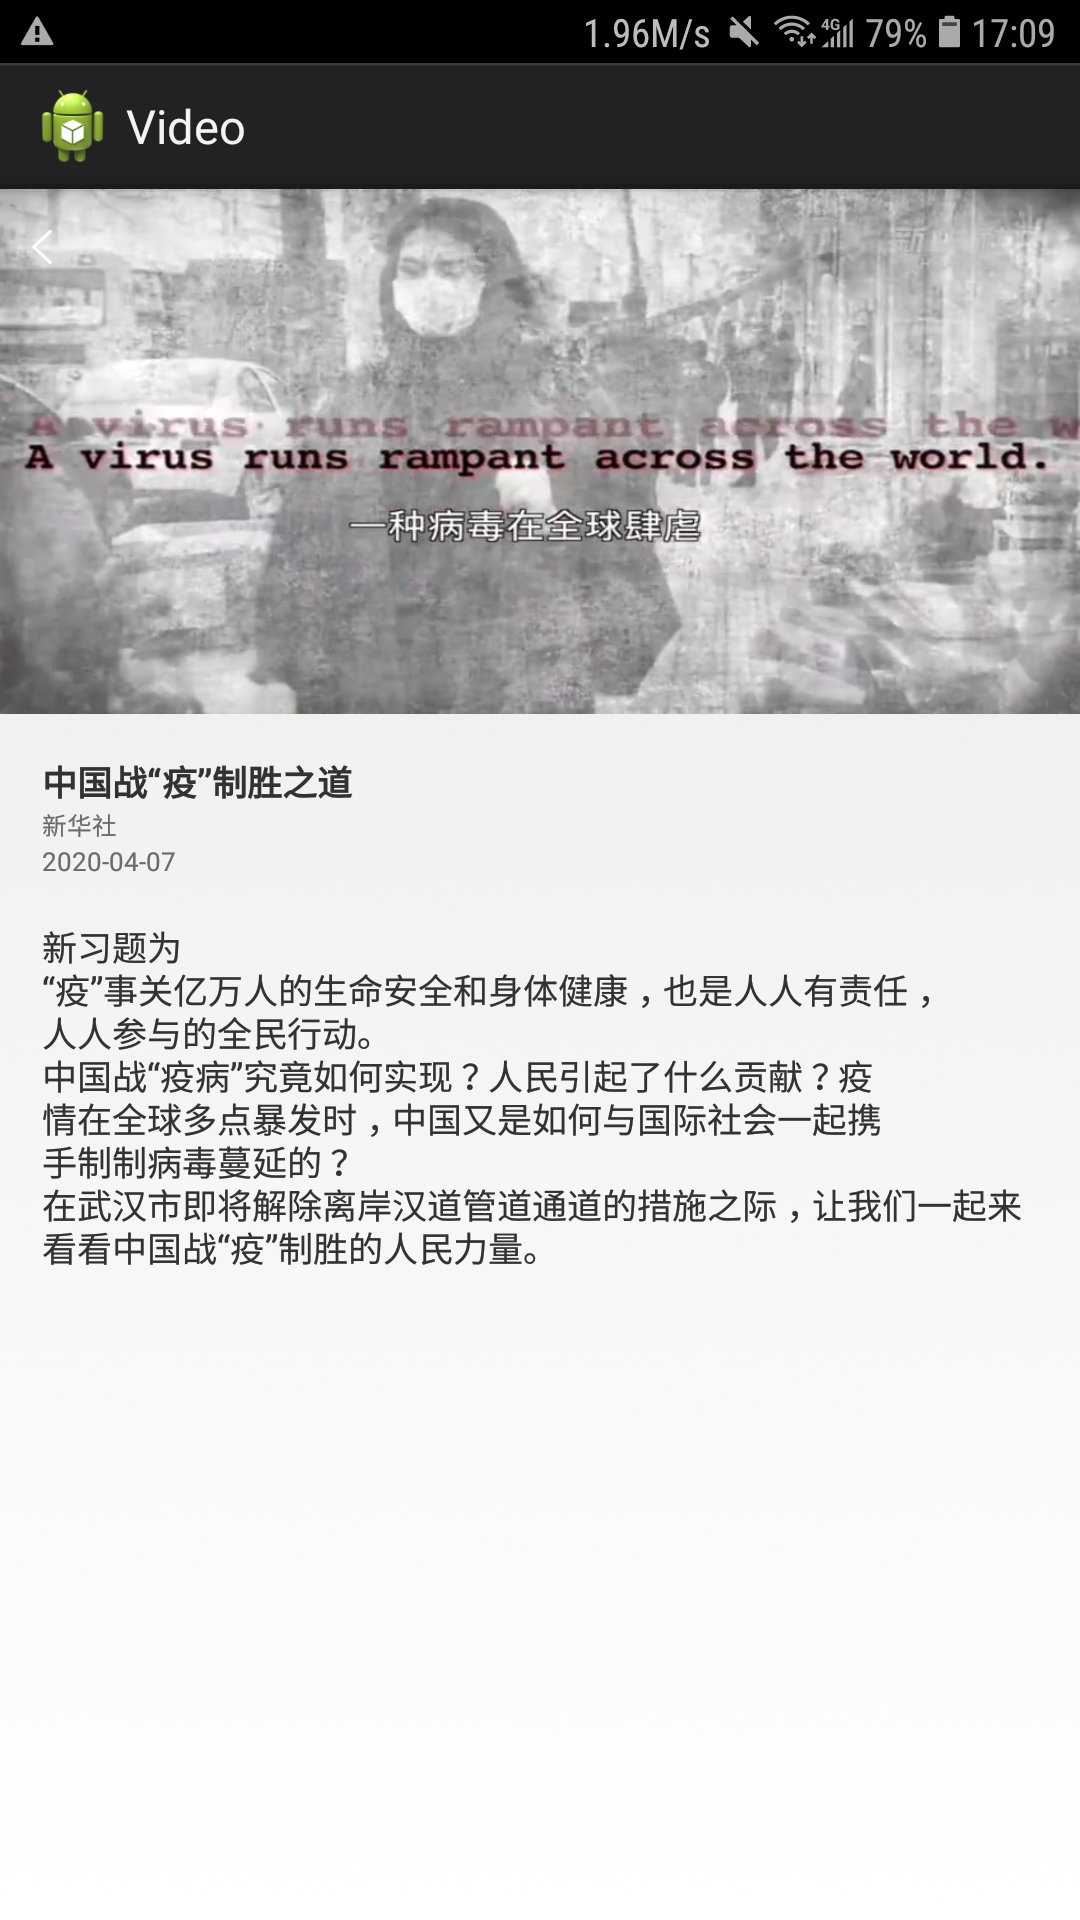 1.96M/s 4G 79% 17:09
Video
A virus runs rampant across the
A virus runs rampant across the world.
一种病毒在全球肆虐
中国战“疫”制胜之道
新华社
2020-04-07
新习题为
“疫”事关亿万人的生命安全和身体健康，也是人人有责任，
人人参与的全民行动。
中国战“疫病”究竟如何实现？人民引起了什么贡献？疫
情在全球多点暴发时，中国又是如何与国际社会一起携
手制制病毒蔓延的？
在武汉市即将解除离岸汉道管道通道的措施之际，让我们一起来
看看中国战“疫”制胜的人民力量。